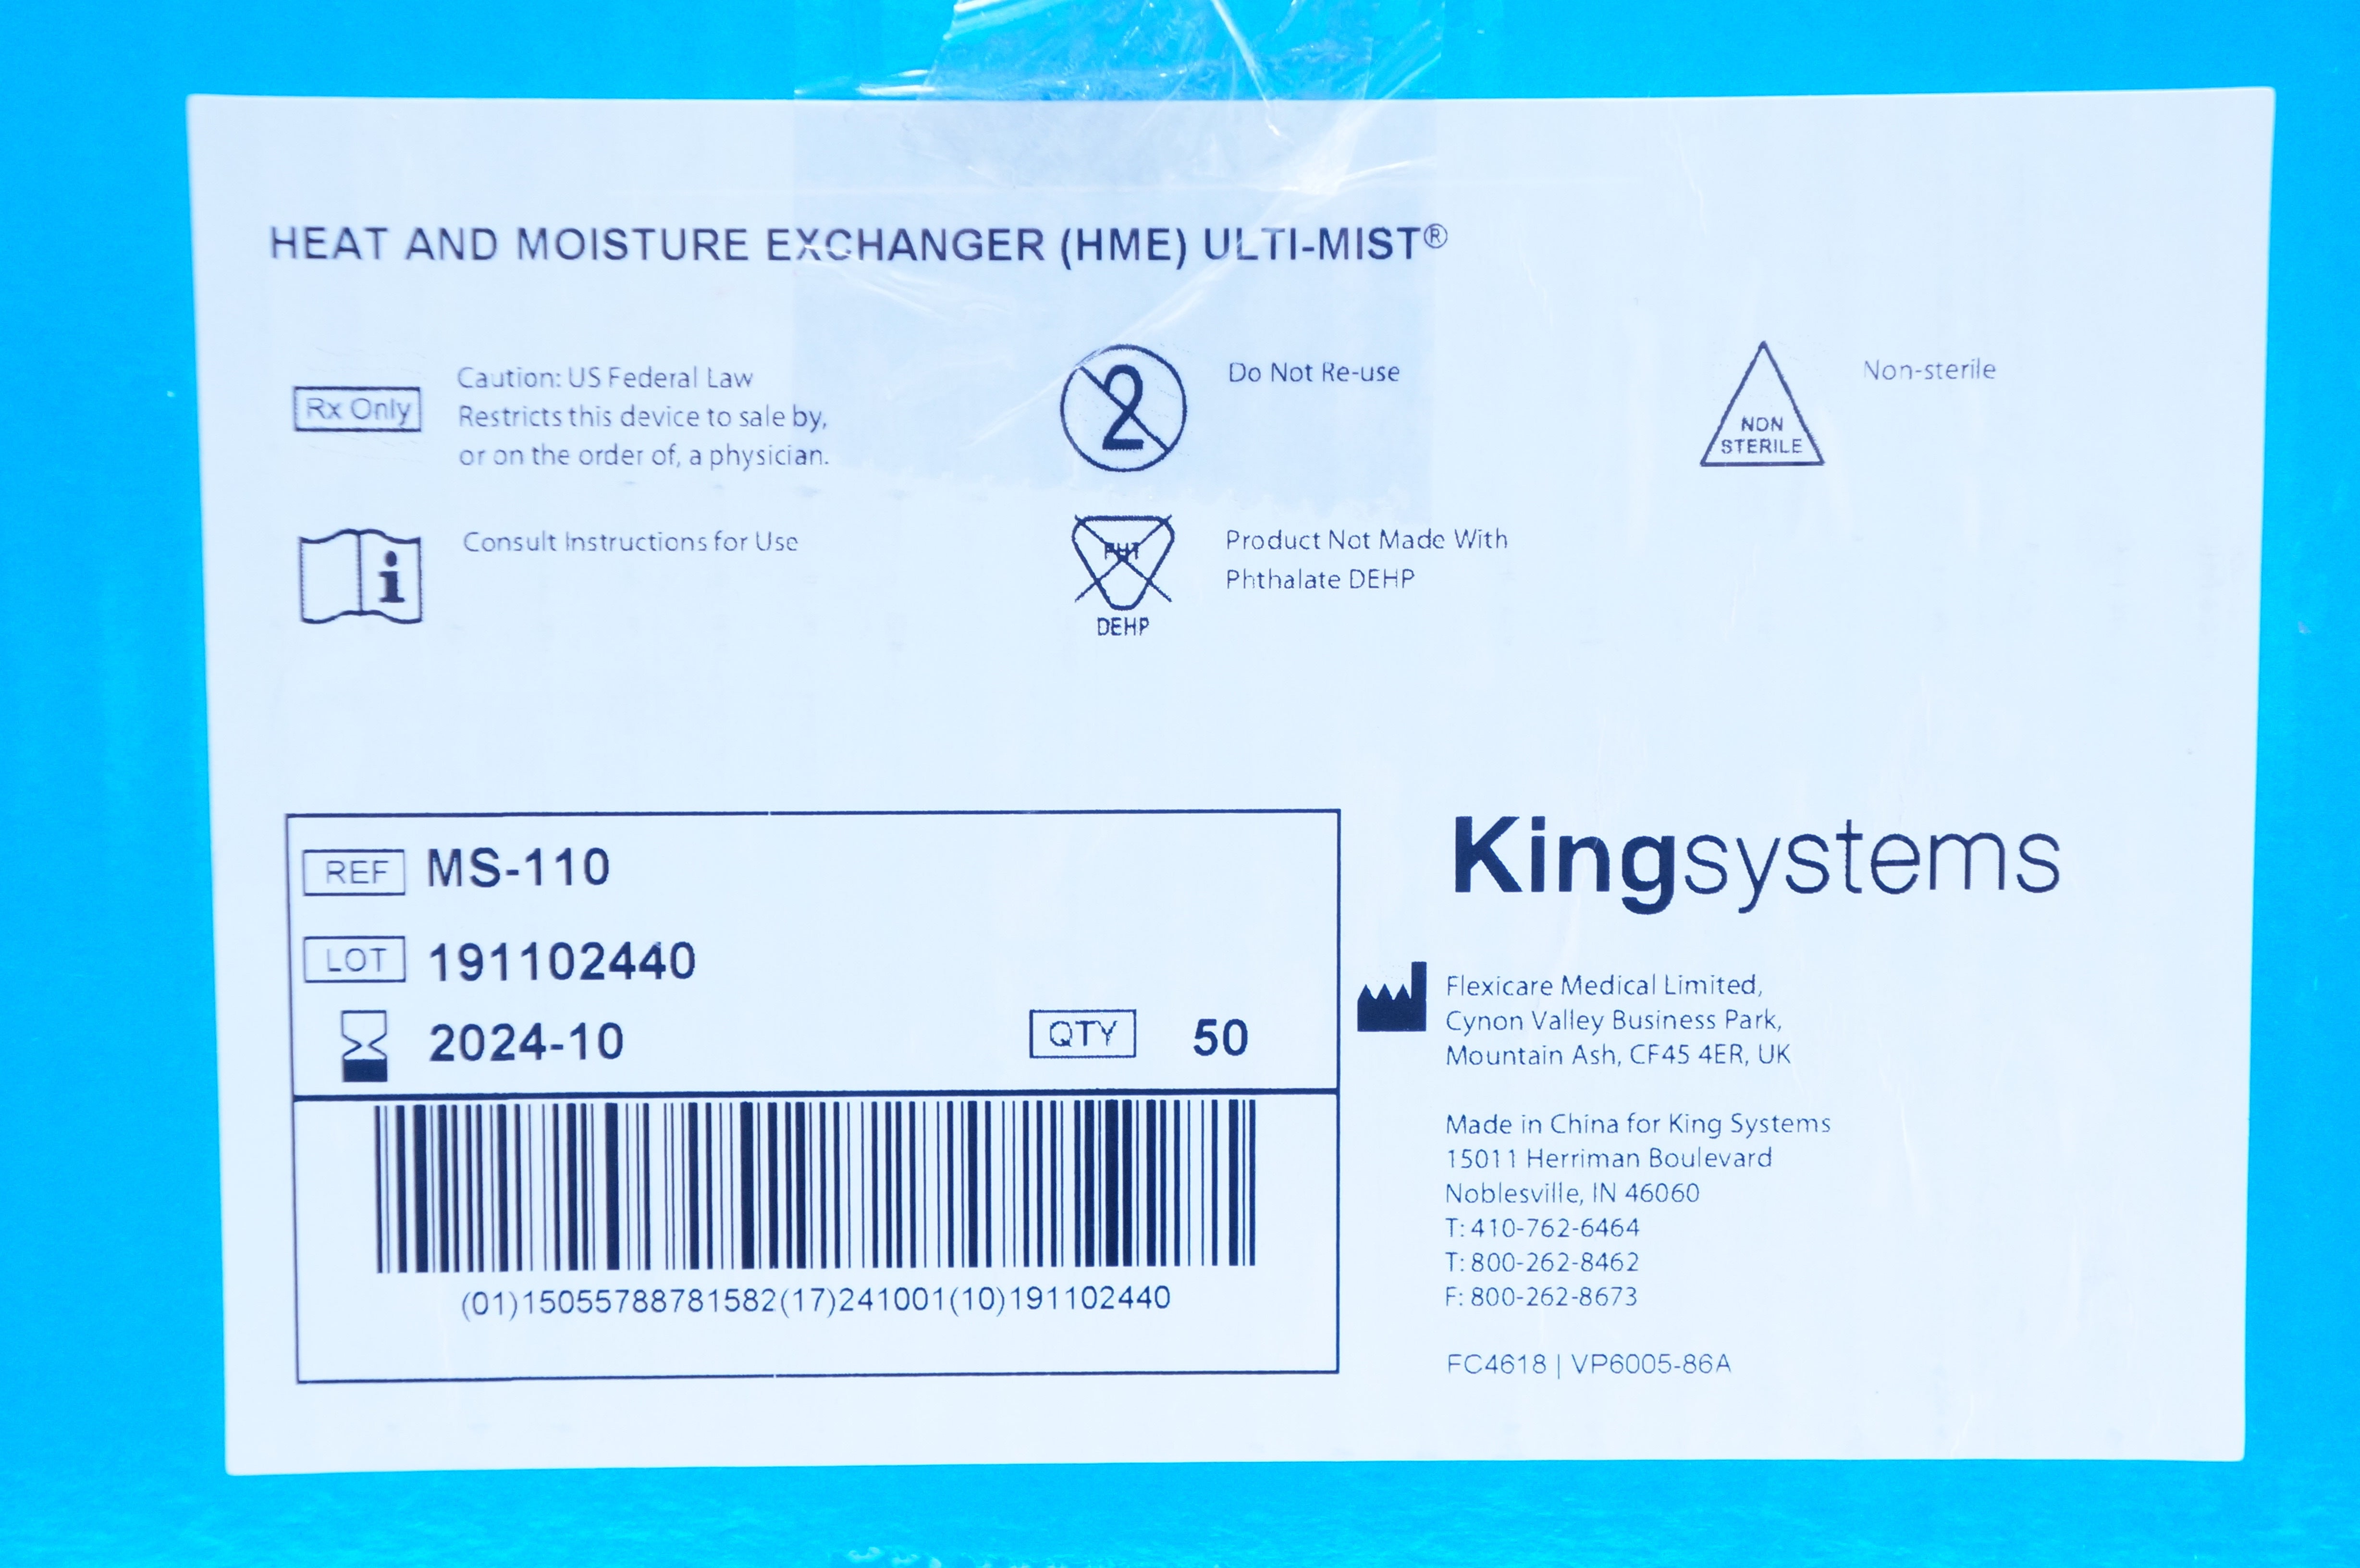 HEAT AND MOISTURE EXCHANGER (HME) ULTI-MIST®
Rx Only
Caution: US Federal Law
Restricts this device to sale by,
or on the order of, a physician.
2
Do Not Re-use
NON
STERILE
Non-sterile
i
Consult Instructions for Use
PHT
DEHP
Product Not Made With
Phthalate DEHP
REF MS-110
LOT 191102440
2024-10
QTY 50
(01)15055788781582(17)241001(10)191102440
Kingsystems
Flexicare Medical Limited,
Cynon Valley Business Park,
Mountain Ash, CF45 4ER, UK
Made in China for King Systems
15011 Herriman Boulevard
Noblesville, IN 46060
T: 410-762-6464
T: 800-262-8462
F: 800-262-8673
FC4618 | VP6005-86A